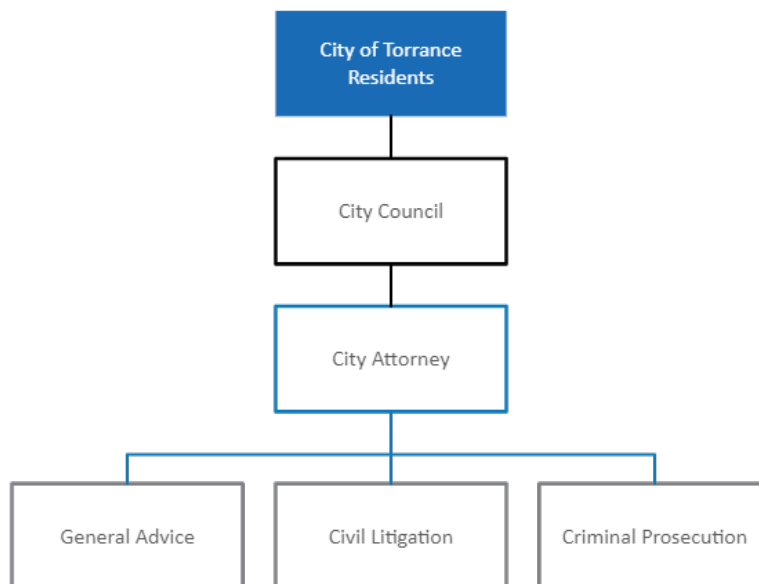 City of Torrance
Residents
City Council
City Attorney
General Advice
Civil Litigation
Criminal Prosecution